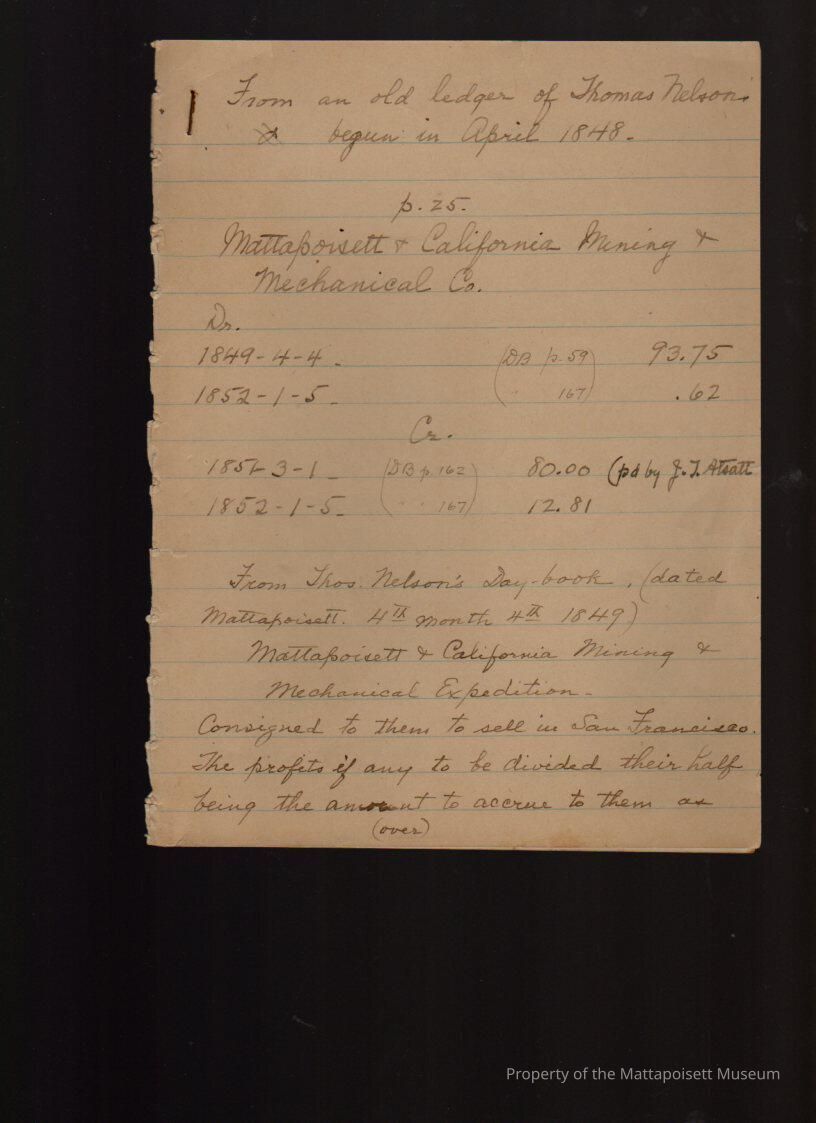 From an old ledger of Thomas Nelson's
begun in April 1848.
p. 25.
Mattapoisett & California Mining &
Mechanical Co.
Dr.
1849-4-4- (DB p. 59) 93.75
1852-1-5- ( " 167) .62
Cr.
1851-3-1- (DB p. 162) 80.00 (pd by J. T. Atsatt
1852-1-5- ( " " 167) 12.81
From Thos. Nelson's Day-book, (dated
Mattapoisett. 4th month 4th 1849)
Mattapoisett & California Mining &
Mechanical Expedition-
Consigned to them to sell in San Francisco.
The profits if any to be divided their half
being the amount to accrue to them as
(over)
Property of the Mattapoisett Museum